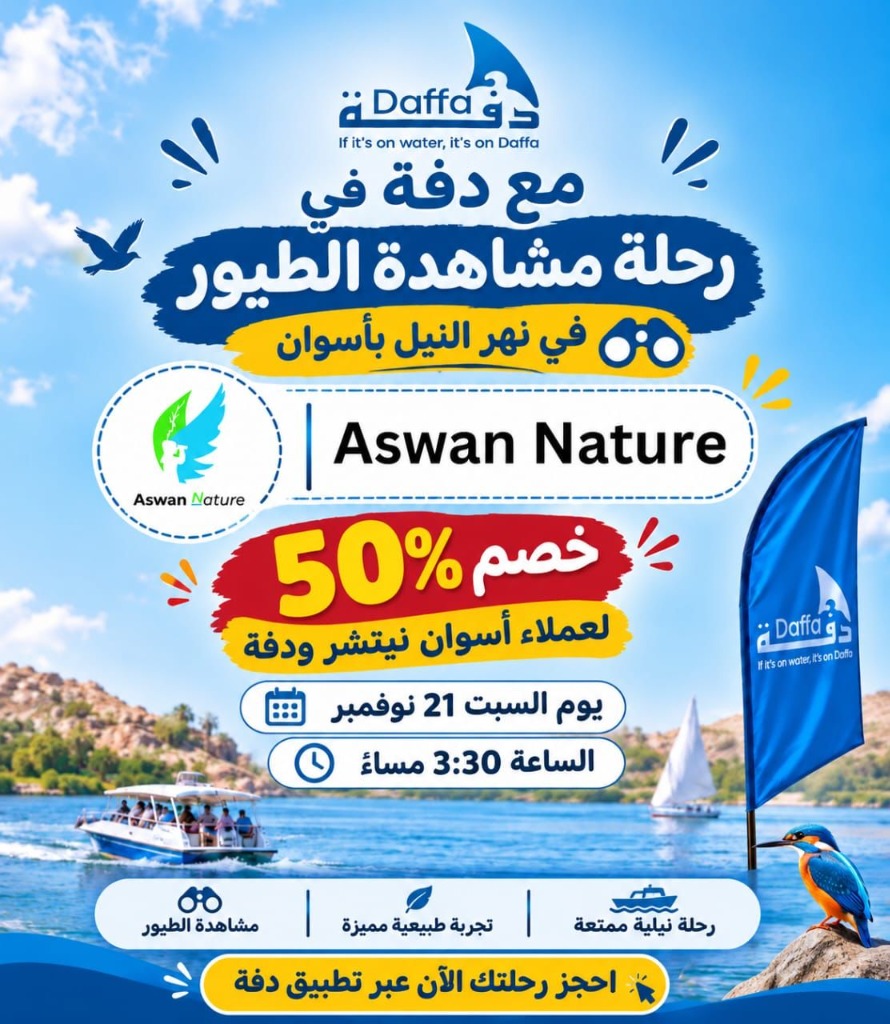 Daffa دفة
If it's on water, it's on Daffa
مع دفة في
رحلة مشاهدة الطيور
في نهر النيل بأسوان
Aswan Nature
Aswan Nature
خصم 50%
لعملاء أسوان نيتشر ودفة
يوم السبت 21 نوفمبر
الساعة 3:30 مساءً
Daffa دفة
If it's on water, it's on Daffa
رحلة نيلية ممتعة
تجربة طبيعية مميزة
مشاهدة الطيور
احجز رحلتك الآن عبر تطبيق دفة